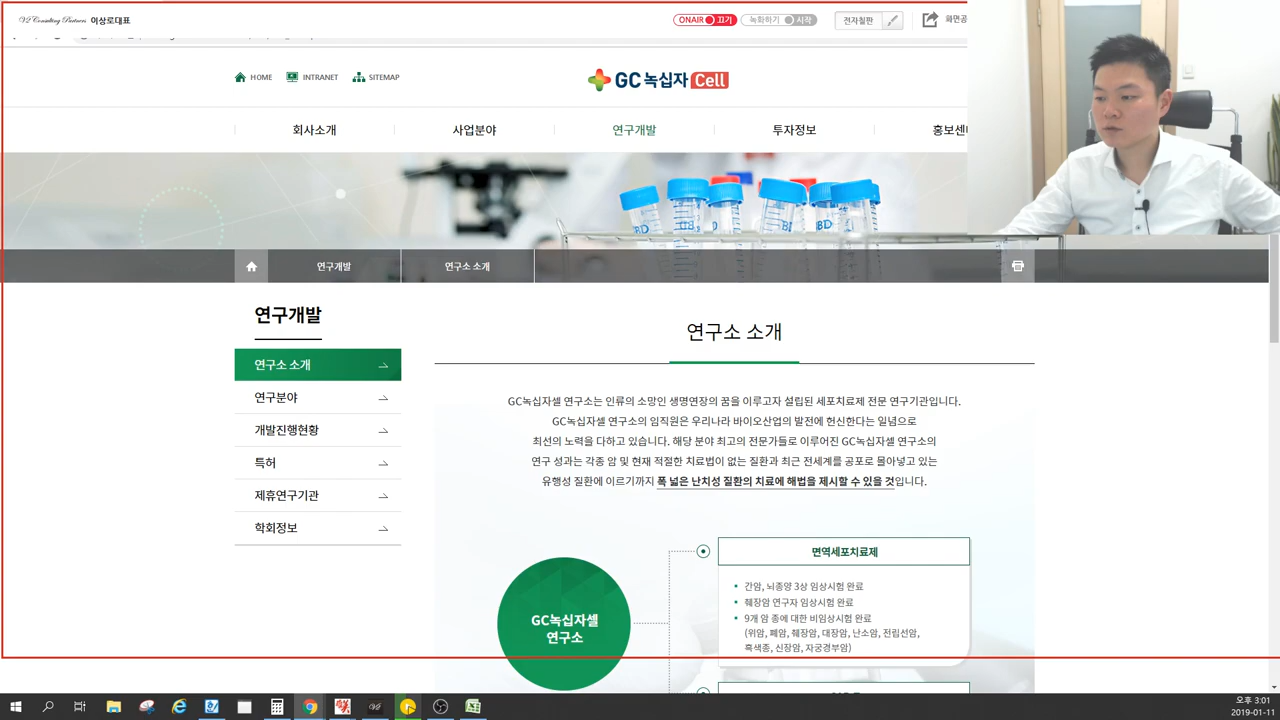 V2 Consulting Partners 이상로대표
ONAIR 끄기
녹화하기 시작
전자칠판
화면공
HOME
INTRANET
SITEMAP
GC 녹십자 Cell
회사소개
사업분야
연구개발
투자정보
홍보센
BD
BD
BD
연구개발
연구소 소개
연구개발
연구소 소개
연구분야
개발진행현황
특허
제휴연구기관
학회정보
연구소 소개
GC녹십자셀 연구소는 인류의 소망인 생명연장의 꿈을 이루고자 설립된 세포치료제 전문 연구기관입니다.
GC녹십자셀 연구소의 임직원은 우리나라 바이오산업의 발전에 헌신한다는 일념으로
최선의 노력을 다하고 있습니다. 해당 분야 최고의 전문가들로 이루어진 GC녹십자셀 연구소의
연구 성과는 각종 암 및 현재 적절한 치료법이 없는 질환과 최근 전세계를 공포로 몰아넣고 있는
유행성 질환에 이르기까지 폭 넓은 난치성 질환의 치료에 해법을 제시할 수 있을 것입니다.
GC녹십자셀
연구소
면역세포치료제
간암, 뇌종양 3상 임상시험 완료
췌장암 연구자 임상시험 완료
9개 암 종에 대한 비임상시험 완료
(위암, 폐암, 췌장암, 대장암, 난소암, 전립선암,
흑색종, 신장암, 자궁경부암)
오후 3:01
2019-01-11